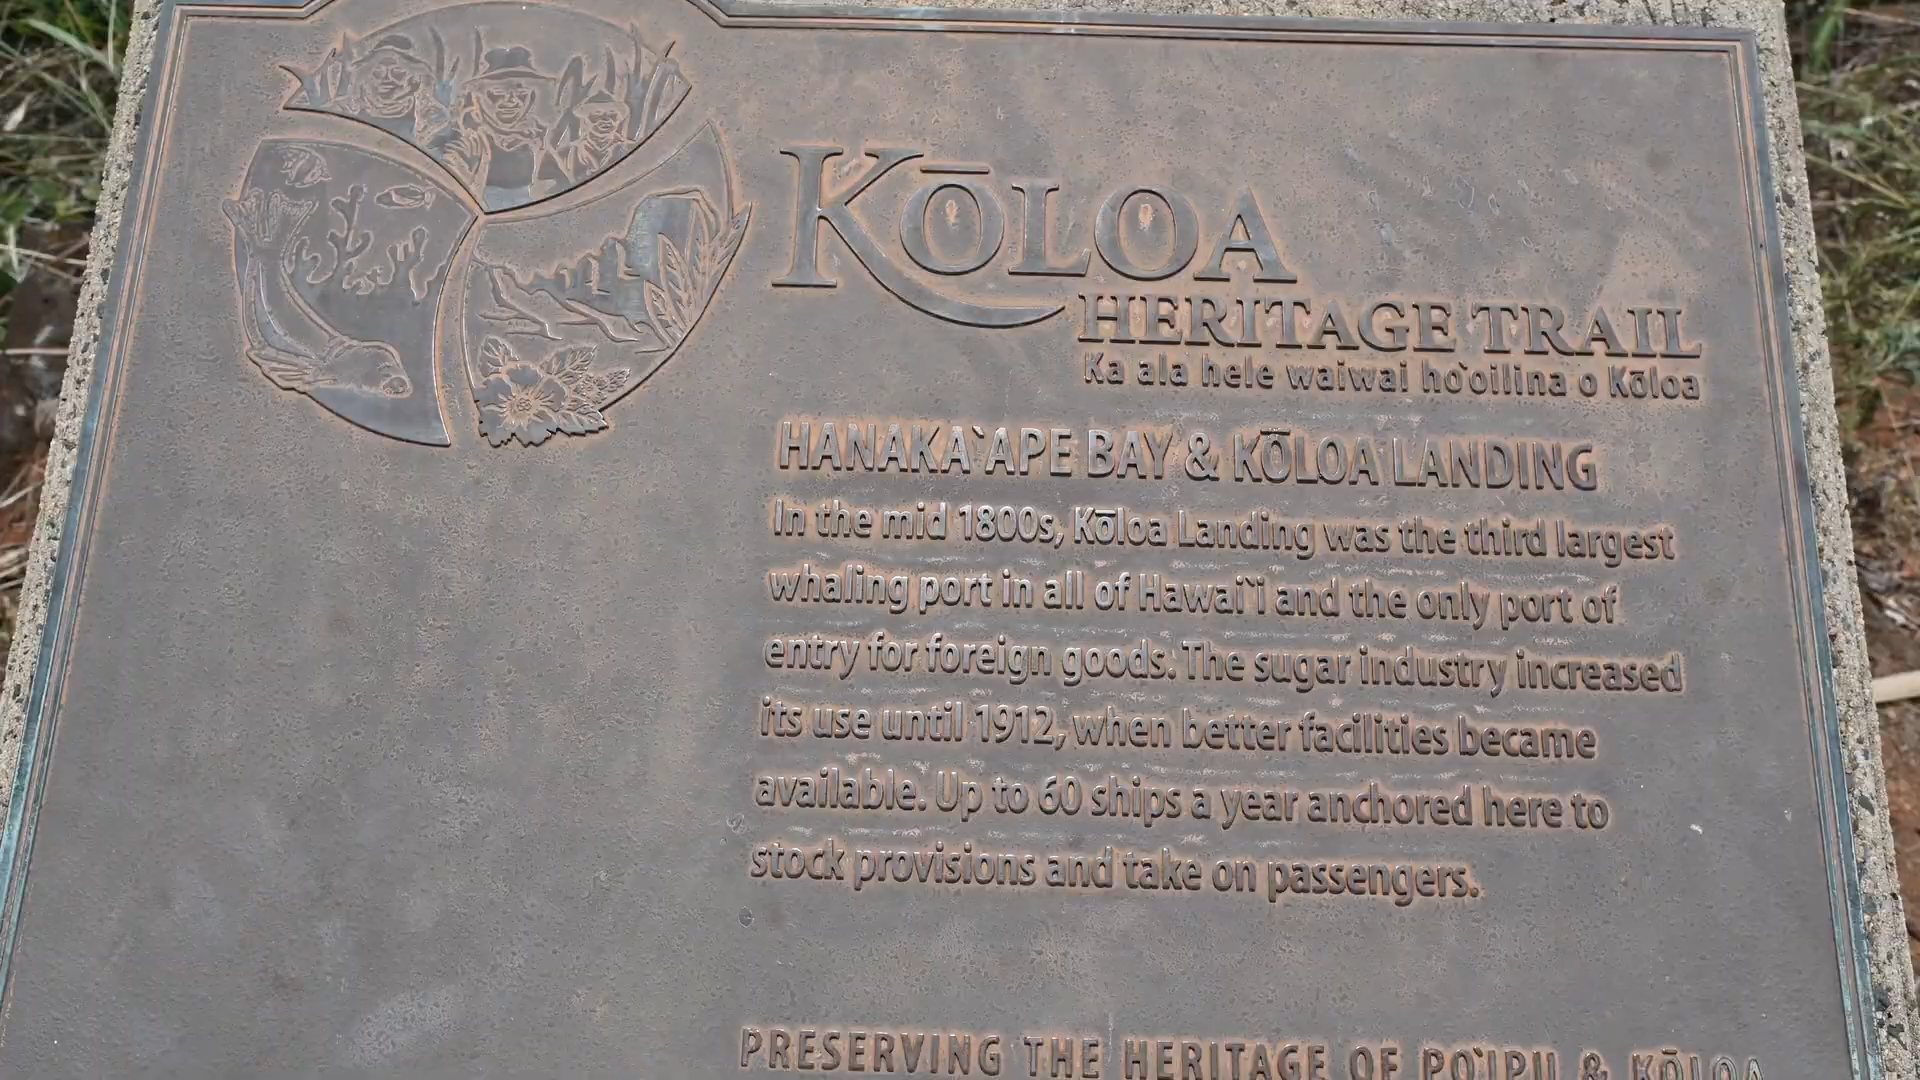 KŌLOA
HERITAGE TRAIL
Ka ala hele waiwai ho`oilina o Kōloa
HANAKA`APE BAY & KŌLOA LANDING
In the mid 1800s, Kōloa Landing was the third largest
whaling port in all of Hawai`i and the only port of
entry for foreign goods. The sugar industry increased
its use until 1912, when better facilities became
available. Up to 60 ships a year anchored here to
stock provisions and take on passengers.
PRESERVING THE HERITAGE OF PO`IPU & KŌLOA